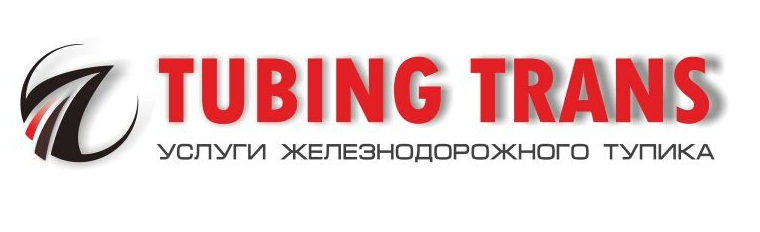 TUBING TRANS
УСЛУГИ ЖЕЛЕЗНОДОРОЖНОГО ТУПИКА